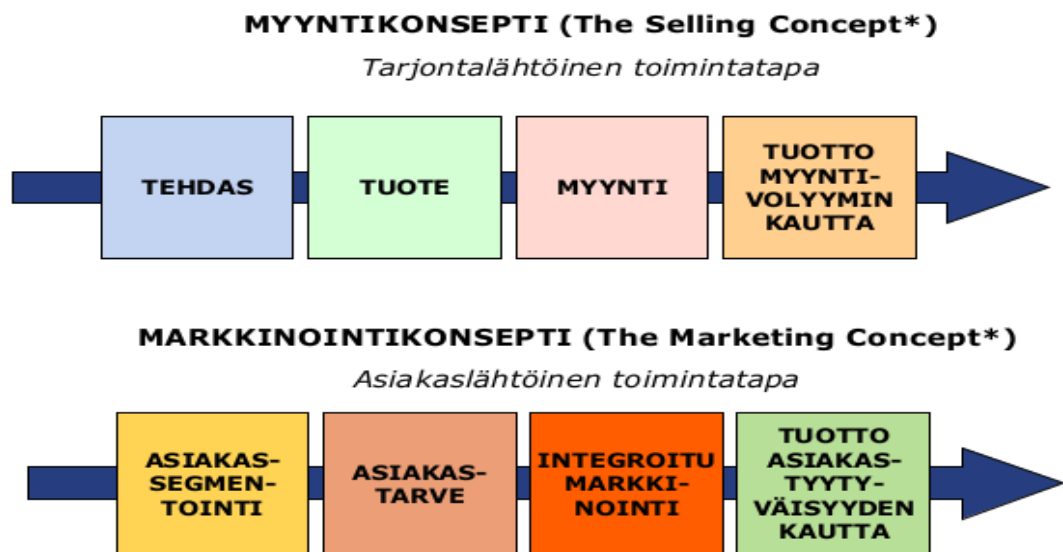 MYYNTIKONSEPTI (The Selling Concept*)
Tarjontalähtöinen toimintatapa
TEHDAS
TUOTE
MYYNTI
TUOTTO
MYYNTI-
VOLYYMIN
KAUTTA
MARKKINOINTIKONSEPTI (The Marketing Concept*)
Asiakaslähtöinen toimintatapa
ASIAKAS-
SEGMEN-
TOINTI
ASIAKAS-
TARVE
INTEGROITU
MARKKI-
NOINTI
TUOTTO
ASIAKAS-
TYYTY-
VÄISYYDEN
KAUTTA